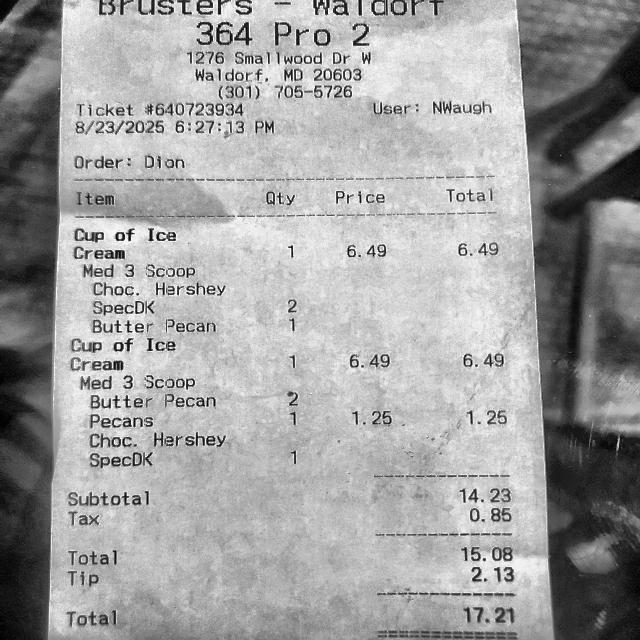 Brusters - Waldorf
364 Pro 2
1276 Smallwood Dr W
Waldorf, MD 20603
(301) 705-5726
Ticket #640723934 User: NWaugh
8/23/2025 6:27:13 PM
Order: Dion
Item Qty Price Total
Cup of Ice
Cream 1 6.49 6.49
Med 3 Scoop
Choc. Hershey
SpecDK 2
Butter Pecan 1
Cup of Ice
Cream 1 6.49 6.49
Med 3 Scoop
Butter Pecan 2
Pecans 1 1.25 1.25
Choc. Hershey
SpecDK 1
Subtotal 14.23
Tax 0.85
Total 15.08
Tip 2.13
Total 17.21